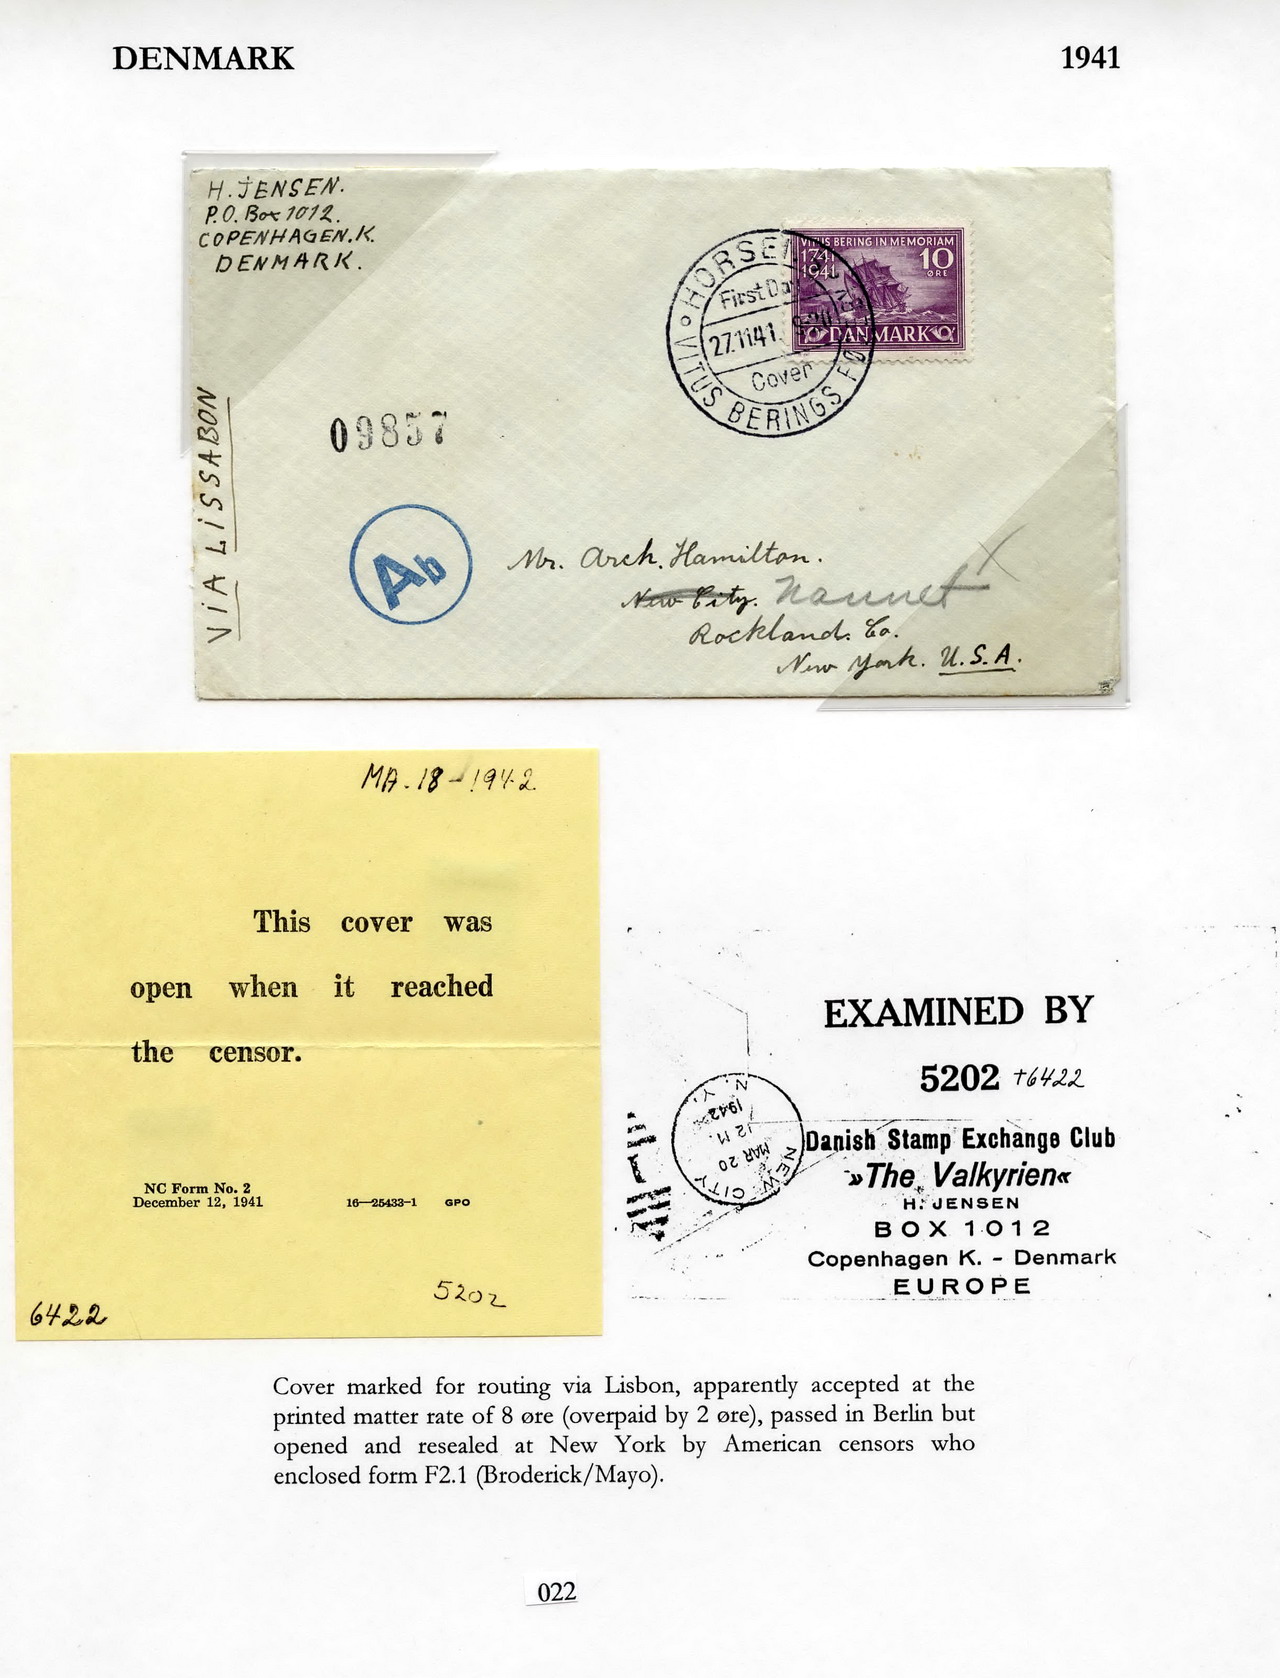 DENMARK 1941
H. JENSEN.
P.O. Box 1012.
COPENHAGEN. K.
DENMARK.
VIA LISSABON
VITUS BERING IN MEMORIAM
1741
1941
10
ØRE
DANMARK
HORSENS
First Day
27.11.41.
Cover
VITUS BERINGS
09857
Ab
Mr. Arch. Hamilton.
New City. Nanuet X
Rockland. Co.
New York. U.S.A.
MA. 18-1942
This cover was
open when it reached
the censor.
NC Form No. 2
December 12, 1941 16—25433-1 GPO
5202
6422
EXAMINED BY
5202 +6422
NEW CITY
N. Y.
MAR 20
12 M.
1942
Danish Stamp Exchange Club
»The Valkyrien«
H. JENSEN
BOX 1012
Copenhagen K. - Denmark
EUROPE
Cover marked for routing via Lisbon, apparently accepted at the
printed matter rate of 8 øre (overpaid by 2 øre), passed in Berlin but
opened and resealed at New York by American censors who
enclosed form F2.1 (Broderick/Mayo).
022